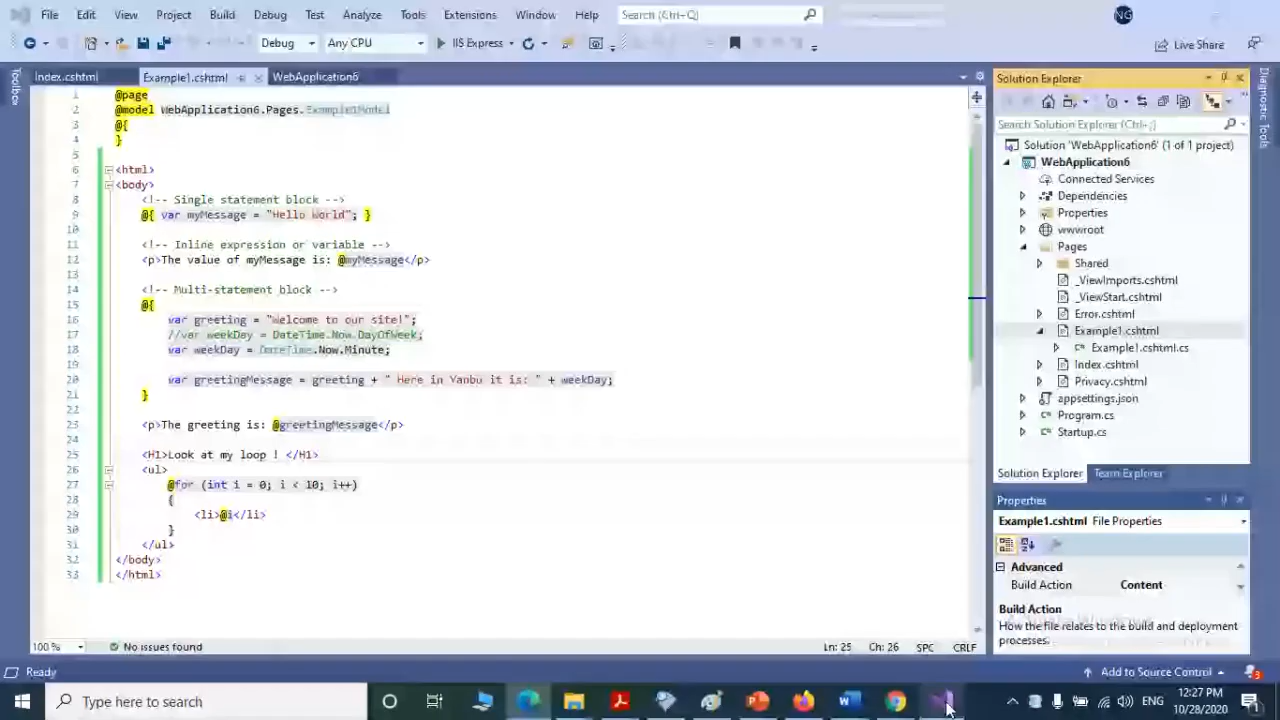 File Edit View Project Build Debug Test Analyze Tools Extensions Window Help Search (Ctrl+Q) NG
Debug Any CPU IIS Express Live Share
Toolbox
Index.cshtml Example1.cshtml WebApplication6
1 @page
2 @model WebApplication6.Pages.Example1Model
3 @{
4 }
5
6 <html>
7 <body>
8 <!-- Single statement block -->
9 @{ var myMessage = "Hello World"; }
10
11 <!-- Inline expression or variable -->
12 <p>The value of myMessage is: @myMessage</p>
13
14 <!-- Multi-statement block -->
15 @{
16 var greeting = "Welcome to our site!";
17 //var weekDay = DateTime.Now.DayOfWeek;
18 var weekDay = DateTime.Now.Minute;
19
20 var greetingMessage = greeting + " Here in Yanbu it is: " + weekDay;
21 }
22
23 <p>The greeting is: @greetingMessage</p>
24
25 <H1>Look at my loop ! </H1>
26 <ul>
27 @for (int i = 0; i < 10; i++)
28 {
29 <li>@i</li>
30 }
31 </ul>
32 </body>
33 </html>
100 % No issues found Ln: 25 Ch: 26 SPC CRLF
Solution Explorer
Search Solution Explorer (Ctrl+;)
Solution 'WebApplication6' (1 of 1 project)
WebApplication6
Connected Services
Dependencies
Properties
wwwroot
Pages
Shared
_ViewImports.cshtml
_ViewStart.cshtml
Error.cshtml
Example1.cshtml
Example1.cshtml.cs
Index.cshtml
Privacy.cshtml
appsettings.json
C# Program.cs
C# Startup.cs
Solution Explorer Team Explorer
Properties
Example1.cshtml File Properties
Advanced
Build Action Content
Build Action
How the file relates to the build and deployment
processes.
Diagnostic Tools
Ready Add to Source Control 3
Type here to search ENG 12:27 PM
10/28/2020 1